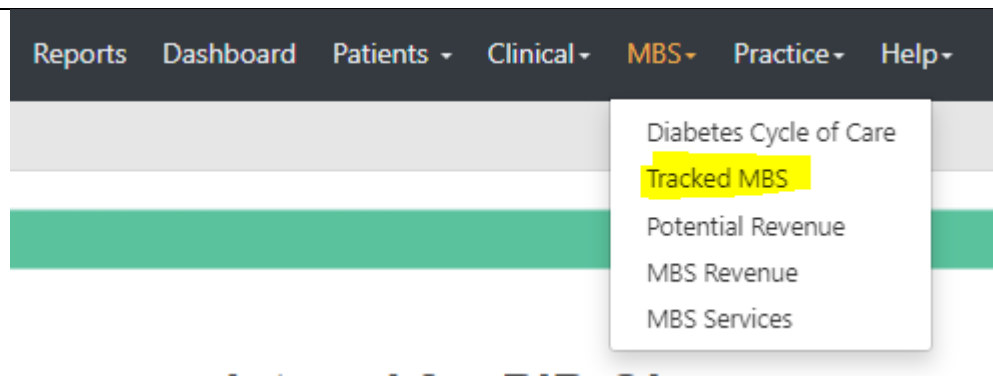 Reports Dashboard Patients Clinical MBS Practice Help
Diabetes Cycle of Care
Tracked MBS
Potential Revenue
MBS Revenue
MBS Services